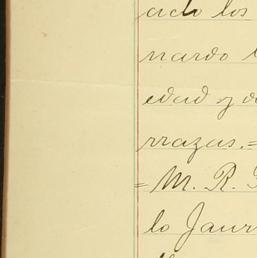 acto los
nardo
edad y d
rrazas.=
= M. R. G
lo Jaur